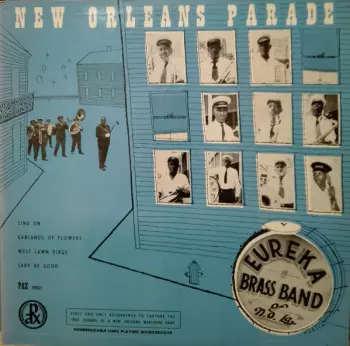 NEW ORLEANS PARADE
SING ON
GARLANDS OF FLOWERS
WEST LAWN DIRGE
LADY BE GOOD
PAX
EUREKA
BRASS BAND
OF
N.O. La.
FIRST AND ONLY RECORDINGS TO CAPTURE THE
TRUE SOUNDS OF A NEW ORLEANS MARCHING BAND
NONBREAKABLE LONG PLAYING MICROGROOVE